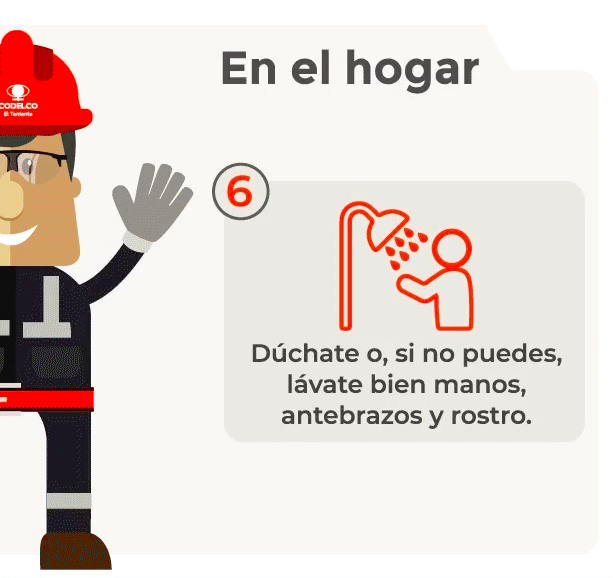 En el hogar
CODELCO
El Teniente
6
Dúchate o, si no puedes,
lávate bien manos,
antebrazos y rostro.